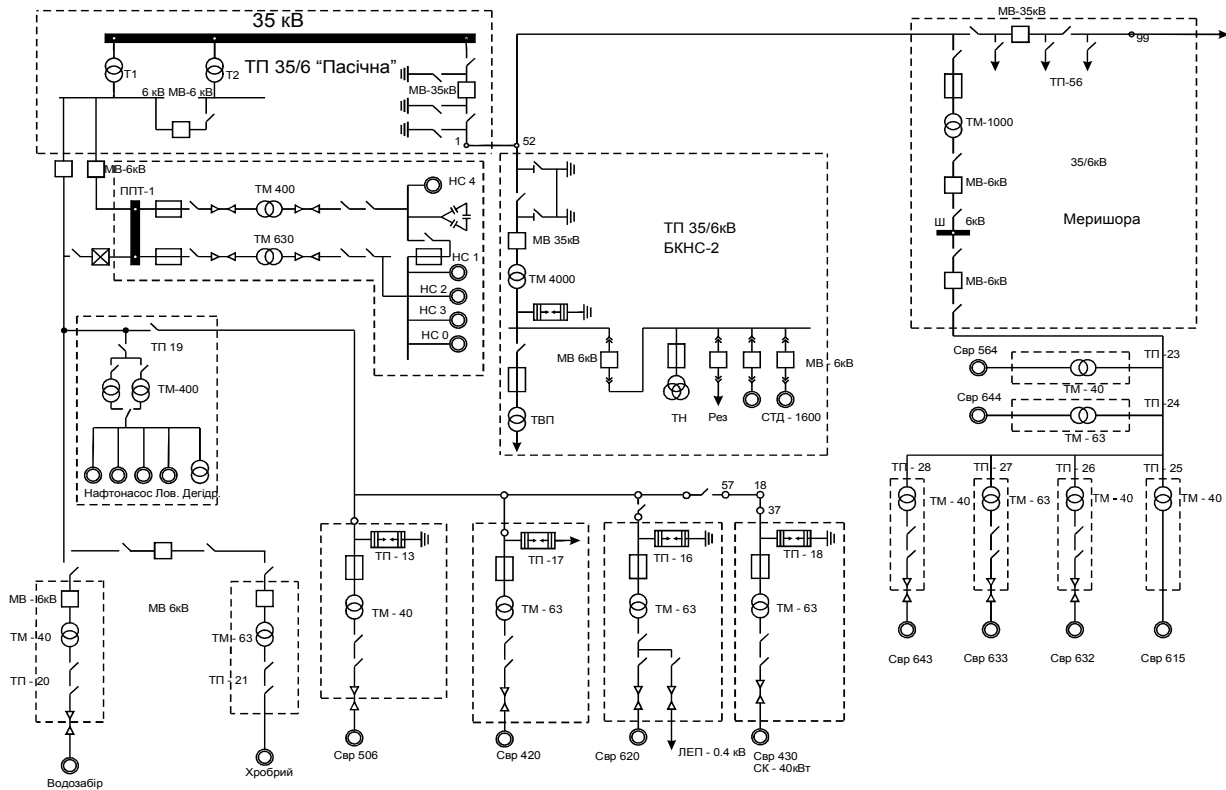 35 кВ
МВ-35кВ
99
Т1
Т2
ТП 35/6 “Пасічна”
6 кВ
МВ-6 кВ
МВ-35кВ
1
52
ТП-56
ТМ-1000
35/6кВ
МВ-6кВ
Ш
6кВ
Меришора
МВ-6кВ
МВ-6кВ
ППТ-1
ТМ 400
НС 4
ТМ 630
НС 1
НС 2
НС 3
НС 0
ТП 35/6кВ
БКНС-2
МВ 35кВ
ТМ 4000
МВ 6кВ
МВ - 6кВ
ТВП
ТН
Рез
СТД - 1600
ТП 19
ТМ-400
Нафтонасос
Лов.
Дегідр.
Свр 564
ТП -23
ТМ - 40
Свр 644
ТП -24
ТМ - 63
ТП - 28
ТП - 27
ТП - 26
ТП - 25
ТМ - 40
ТМ - 63
ТМ - 40
ТМ - 40
Свр 643
Свр 633
Свр 632
Свр 615
57
18
37
ТП - 13
ТП -17
ТП - 16
ТП - 18
ТМ - 40
ТМ - 63
ТМ - 63
ТМ - 63
МВ - 6кВ
МВ 6кВ
ТМ - 40
ТМ - 63
ТП - 20
ТП - 21
Водозабір
Хробрий
Свр 506
Свр 420
Свр 620
ЛЕП - 0.4 кВ
Свр 430
СК - 40кВт